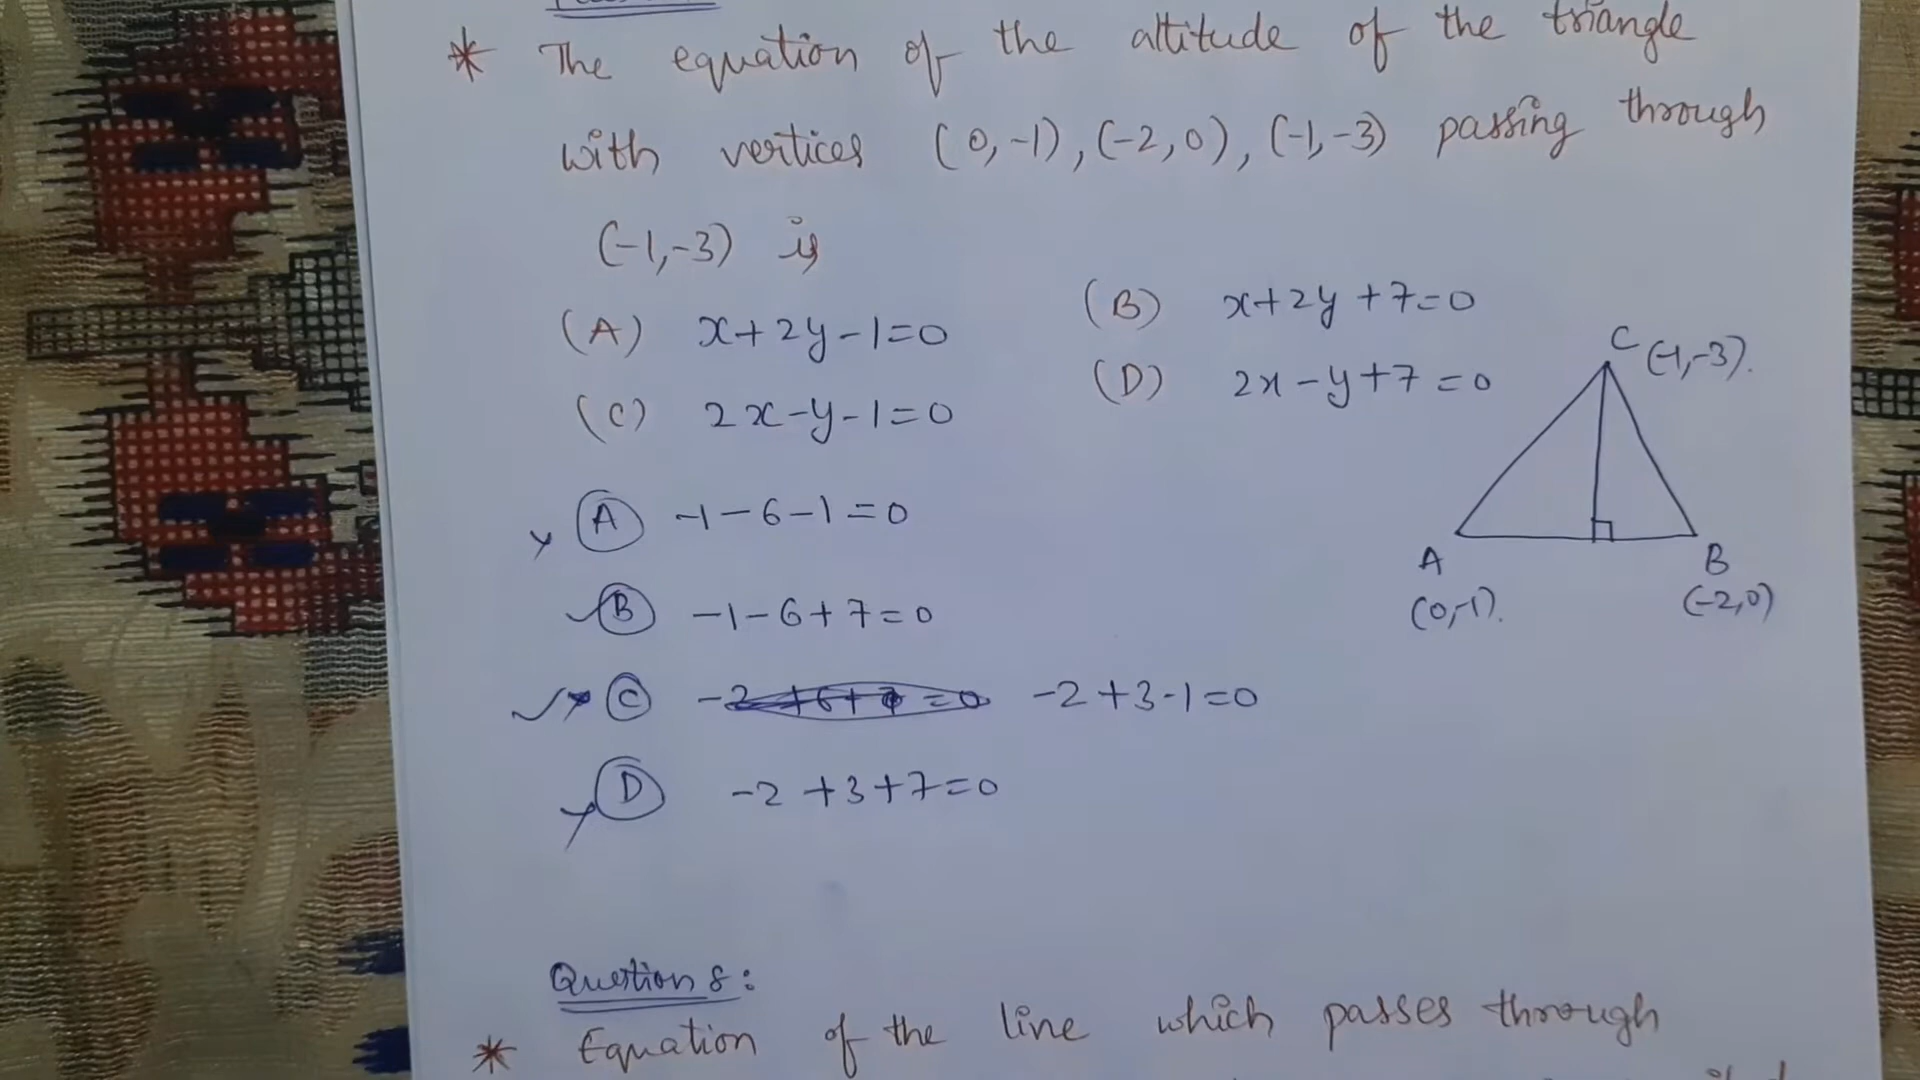 * The equation of the altitude of the triangle
with vertices (0,-1), (-2,0), (-1,-3) passing through
(-1,-3) is
(A) x+2y-1=0
(B) x+2y+7=0
(C) 2x-y-1=0
(D) 2x-y+7=0
C (-1,-3).
A
B
(0,-1).
(-2,0)
(A) -1-6-1=0
(B) -1-6+7=0
(C) -2+3-1=0
(D) -2+3+7=0
Question 8:
* Equation of the line which passes through